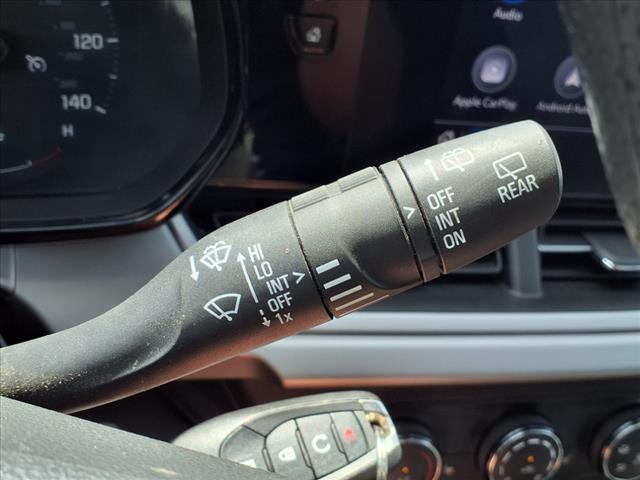 120
140
H
Audio
Apple CarPlay
Android Auto
OFF
INT
ON
REAR
HI
LO
INT
OFF
1x